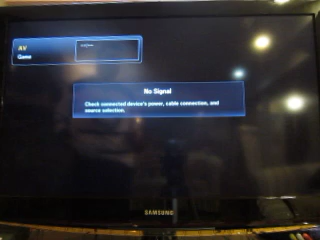 AV
Game
No Signal
Check connected device's power, cable connection, and
source selection.
SAMSUNG